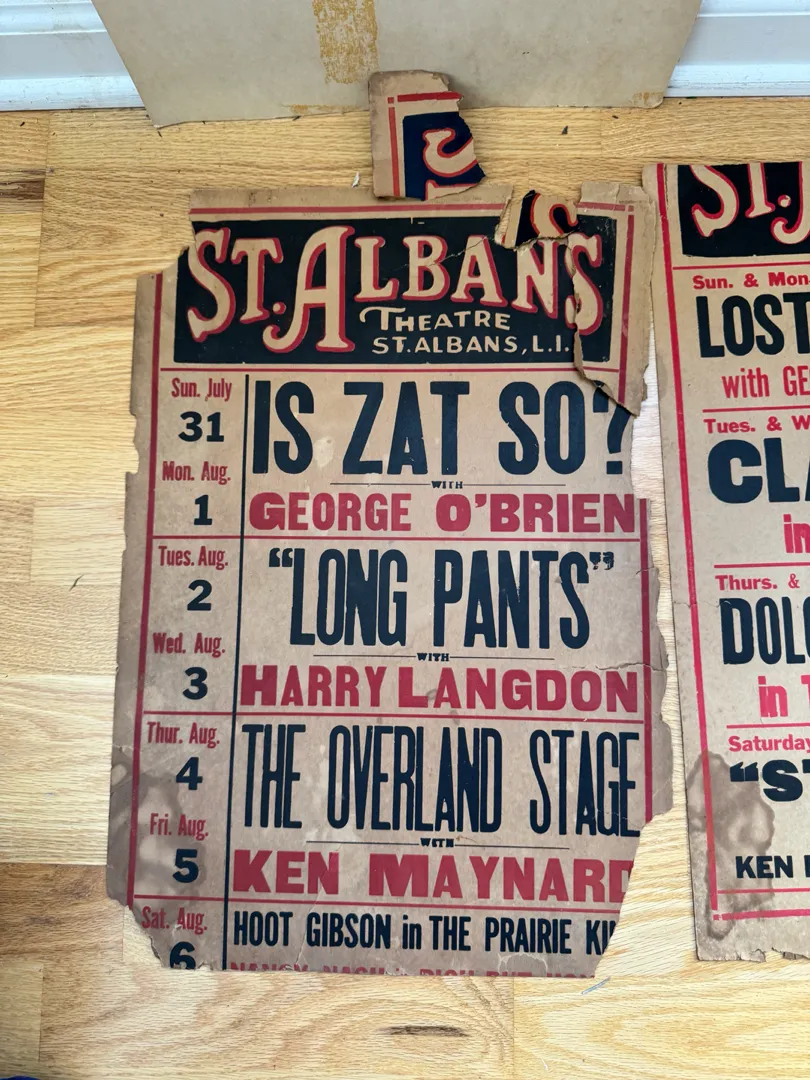 ST. ALBANS
THEATRE
ST. ALBANS, L.I.
Sun. July
31
Mon. Aug.
1
IS ZAT SO?
WITH
GEORGE O'BRIEN
Tues. Aug.
2
Wed. Aug.
3
"LONG PANTS"
WITH
HARRY LANGDON
Thur. Aug.
4
Fri. Aug.
5
THE OVERLAND STAGE
WITH
KEN MAYNARD
Sat. Aug.
6
HOOT GIBSON in THE PRAIRIE KI
ST.
Sun. & Mon
LOST
with GE
Tues. & W
CLA
in
Thurs. &
DOLO
in T
Saturday
"ST
KEN